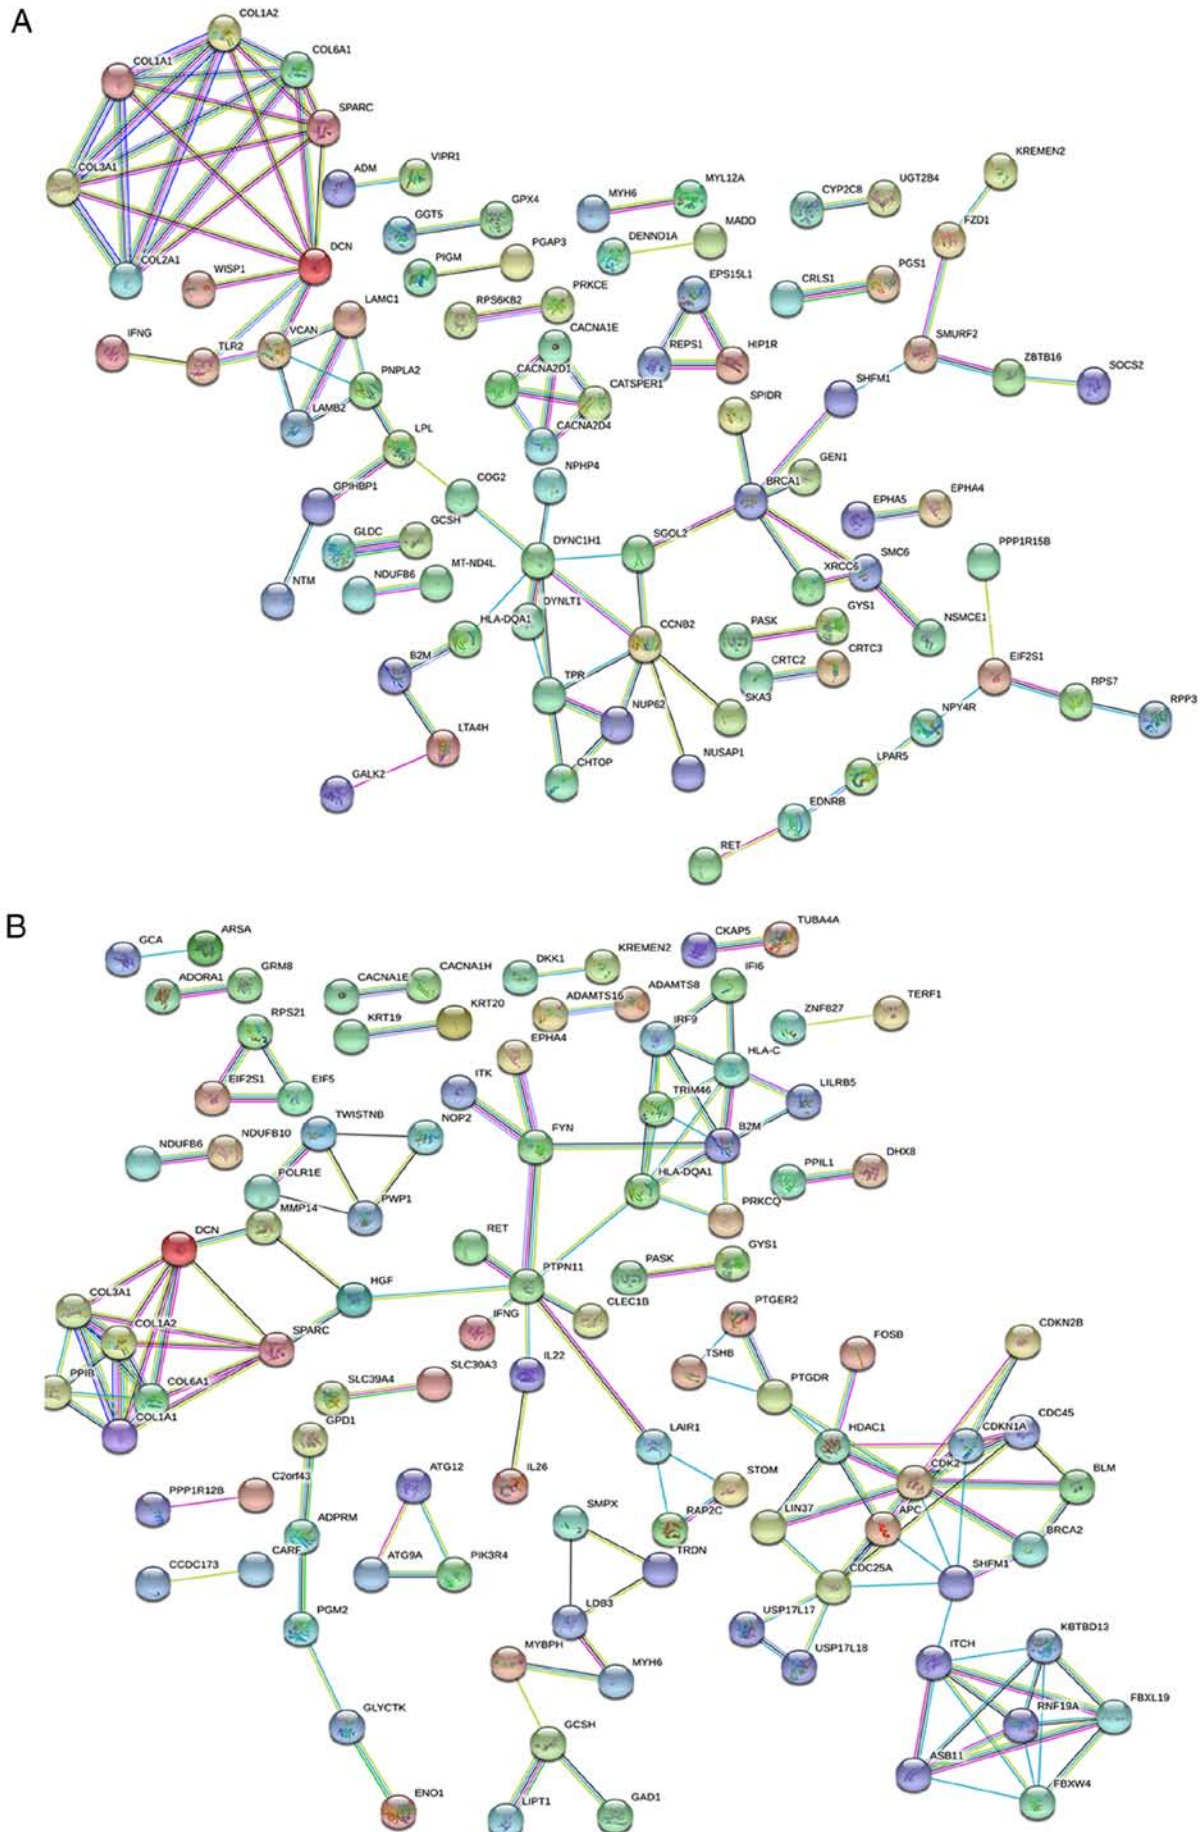 A
COL1A2
COL6A1
COL1A1
SPARC
COL3A1
ADM
VIPR1
KREMEN2
MYH6
MYL12A
CYP2C8
UGT2B4
GGT5
GPX4
FZD1
DENND1A
MADD
COL2A1
DCN
WISP1
PIGM
PGAP3
EPS15L1
CRLS1
PGS1
LAMC1
RPS6KB2
PRKCE
IFNG
TLR2
VCAN
CACNA1E
REPS1
HIP1R
SMURF2
ZBTB16
SOCS2
PNPLA2
CACNA2D1
CATSPER1
SHFM1
LAMB2
CACNA2D4
SPIDR
LPL
GEN1
GPIHBP1
COG2
NPHP4
BRCA1
EPHA5
EPHA4
GLDC
GCSH
DYNC1H1
SGOL2
PPP1R15B
NTM
NDUFB6
MT-ND4L
XRCC6
SMC6
HLA-DQA1
DYNLT1
NSMCE1
B2M
CCNB2
PASK
GYS1
CRTC2
CRTC3
EIF2S1
RPS7
RPP3
TPR
NUP62
SKA3
NPY4R
LTA4H
GALK2
CHTOP
NUSAP1
LPAR5
EDNRB
RET
B
GCA
ARSA
CKAP5
TUBA4A
ADORA1
GRM8
CACNA1E
CACNA1H
DKK1
KREMEN2
IFI6
KRT19
KRT20
ADAMTS16
ADAMTS8
ZNF827
TERF1
RPS21
IRF9
EIF2S1
EIF5
EPHA4
HLA-C
ITK
TRIM46
LILRB5
TWISTNB
NOP2
FYN
B2M
NDUFB6
NDUFB10
POLR1E
PWP1
HLA-DQA1
PPIL1
DHX8
MMP14
PRKCQ
DCN
RET
PASK
GYS1
PTPN11
HGF
COL3A1
COL1A2
SPARC
IFNG
CLEC1B
PTGER2
FOSB
CDKN2B
PPIB
COL6A1
COL1A1
SLC39A4
SLC30A3
IL22
TSHB
PTGDR
GPD1
LAIR1
HDAC1
CDKN1A
CDC45
PPP1R12B
C2orf43
ATG12
IL26
STOM
CDK2
BLM
ADPRM
SMPX
RAP2C
LIN37
APC
BRCA2
CCDC173
CARF
ATG9A
PIK3R4
TRDN
CDC25A
SHFM1
PGM2
LDB3
USP17L17
USP17L18
MYBPH
MYH6
ITCH
KBTBD13
GLYCTK
GCSH
RNF19A
FBXL19
ENO1
LIPT1
GAD1
ASB11
FBXW4